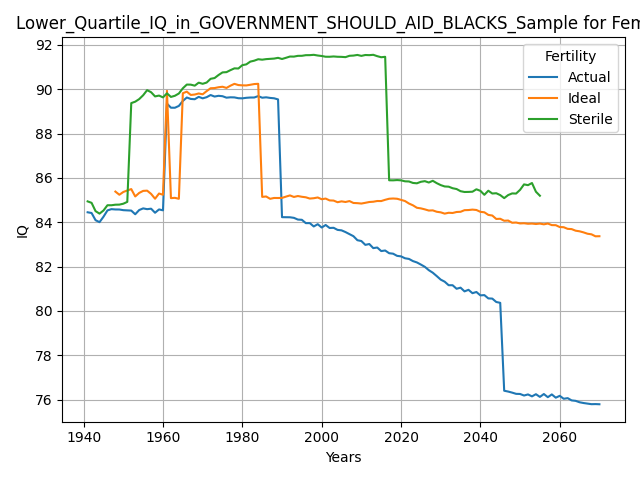 Lower_Quartile_IQ_in_GOVERNMENT_SHOULD_AID_BLACKS_Sample for Fem
92
90
88
86
84
82
80
78
76
IQ
Fertility
Actual
Ideal
Sterile
1940
1960
1980
2000
2020
2040
2060
Years